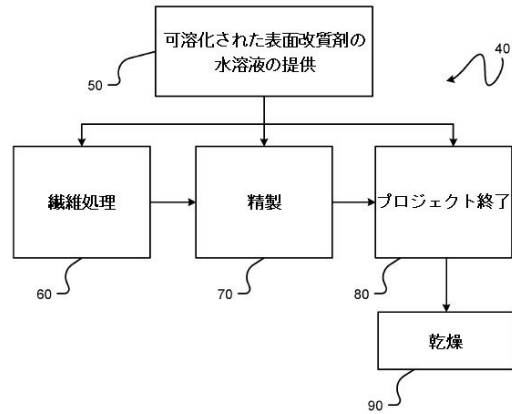 可溶化された表面改質剤の
水溶液の提供
40
50
繊維処理
精製
プロジェクト終了
60
70
80
乾燥
90